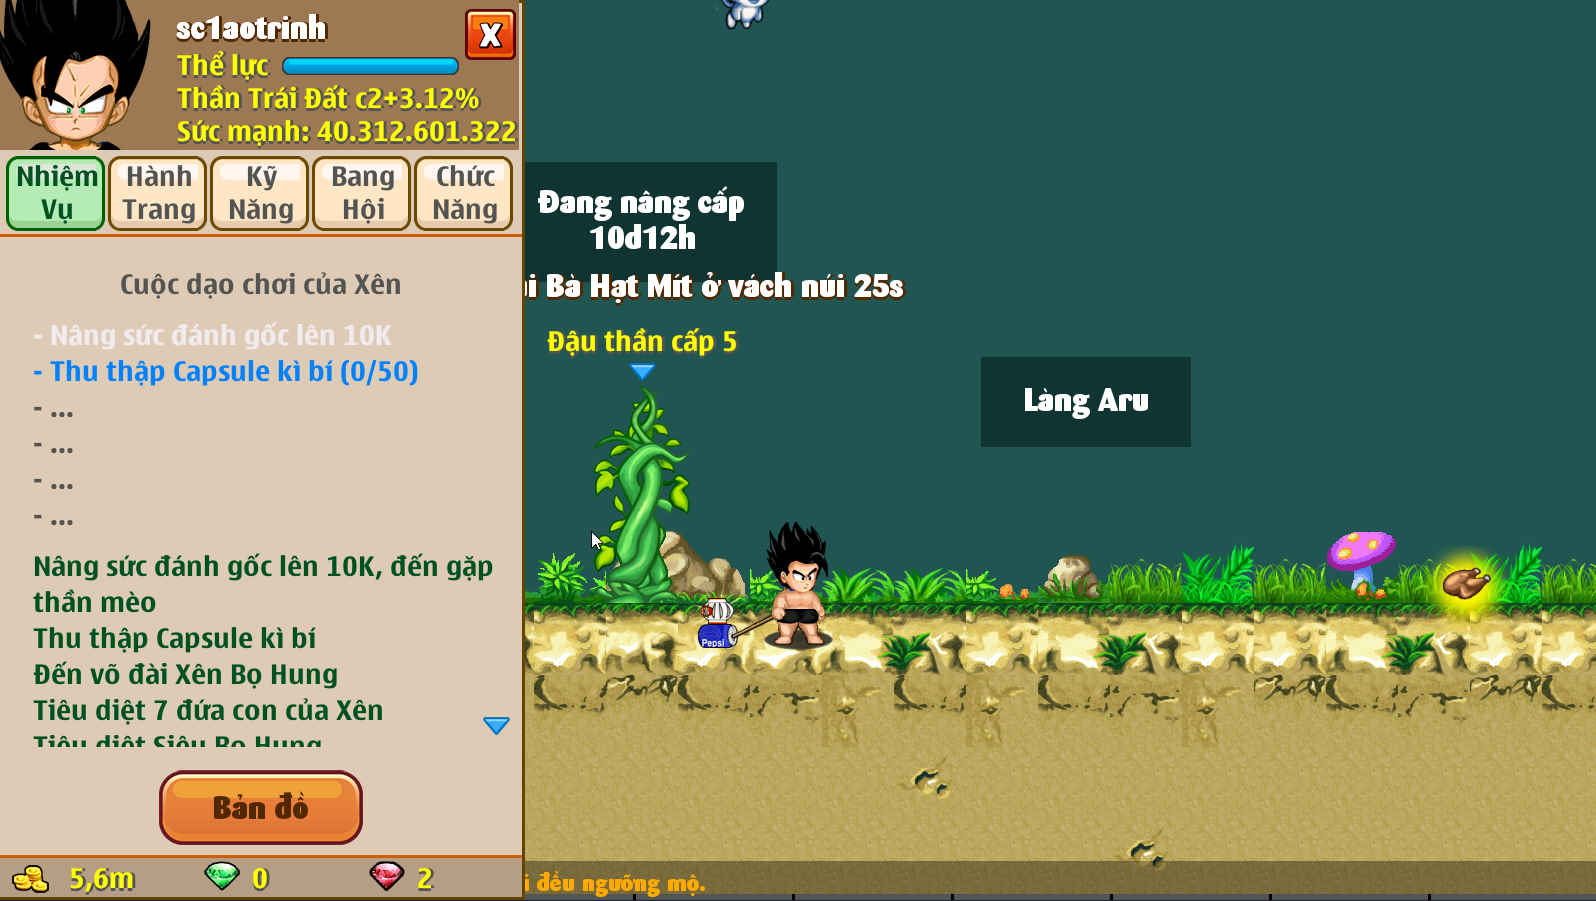 sc1aotrinh
X
Thể lực
Thần Trái Đất c2+3.12%
Sức mạnh: 40.312.601.322
Nhiệm Vụ
Hành Trang
Kỹ Năng
Bang Hội
Chức Năng
Cuộc dạo chơi của Xên
- Nâng sức đánh gốc lên 10K
- Thu thập Capsule kì bí (0/50)
- ...
- ...
- ...
- ...
Nâng sức đánh gốc lên 10K, đến gặp
thần mèo
Thu thập Capsule kì bí
Đến võ đài Xên Bọ Hung
Tiêu diệt 7 đứa con của Xên
Tiêu diệt Siêu Bọ Hung
Bản đồ
5,6m
0
2
Đang nâng cấp
10d12h
Bà Hạt Mít ở vách núi 25s
Đậu thần cấp 5
Làng Aru
Pepsi
đều ngưỡng mộ.